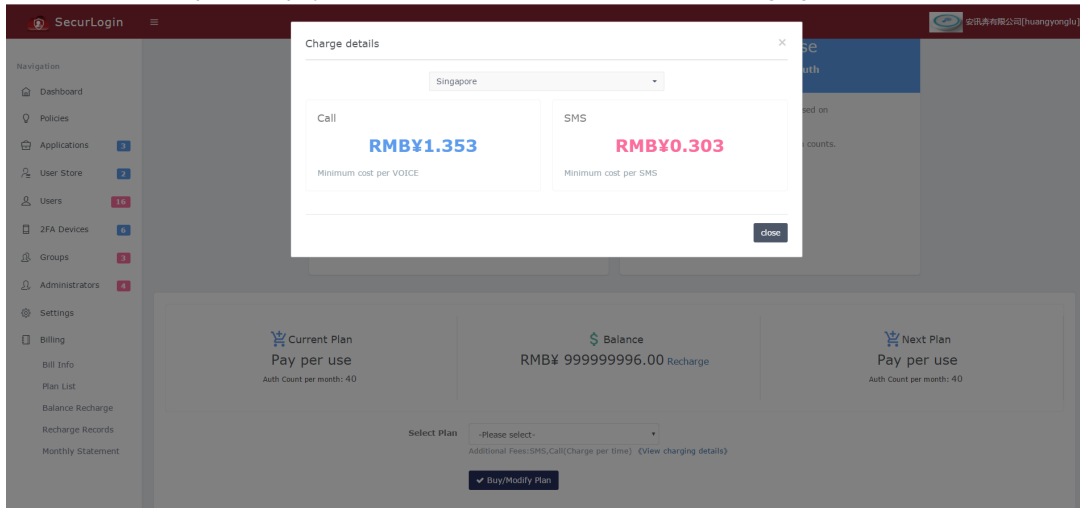 SecurLogin
安讯奔有限公司[huangyonglu]
Navigation
Dashboard
Policies
Applications 3
User Store 2
Users 16
2FA Devices 6
Groups 3
Administrators 4
Settings
Billing
Bill Info
Plan List
Balance Recharge
Recharge Records
Monthly Statement
Charge details ×
Singapore
Call
RMB¥1.353
Minimum cost per VOICE
SMS
RMB¥0.303
Minimum cost per SMS
close
se
uth
sed on
counts.
Current Plan
Pay per use
Auth Count per month: 40
$ Balance
RMB¥ 999999996.00 Recharge
Next Plan
Pay per use
Auth Count per month: 40
Select Plan -Please select-
Additional Fees:SMS,Call(Charge per time) (View charging details)
✔ Buy/Modify Plan